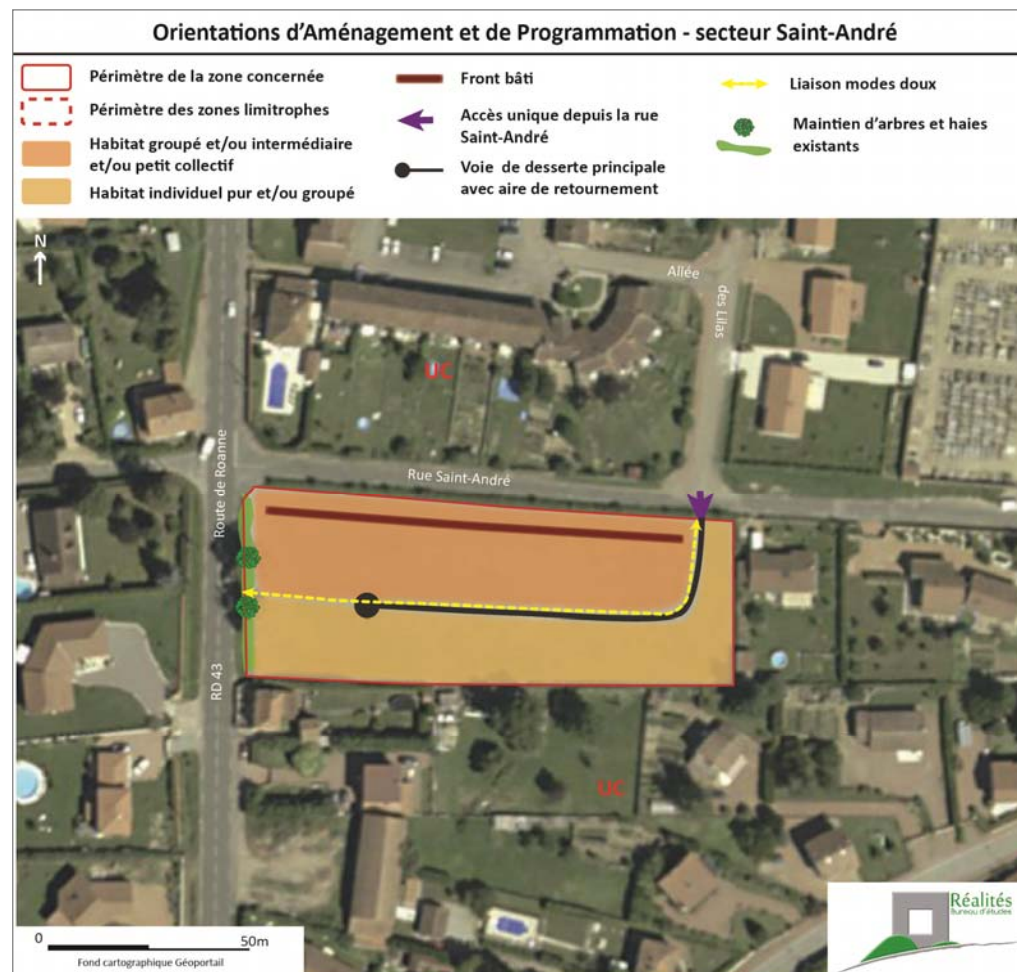 Orientations d'Aménagement et de Programmation - secteur Saint-André
Périmètre de la zone concernée
Périmètre des zones limitrophes
Habitat groupé et/ou intermédiaire
et/ou petit collectif
Habitat individuel pur et/ou groupé
Front bâti
Accès unique depuis la rue
Saint-André
Voie de desserte principale
avec aire de retournement
Liaison modes doux
Maintien d'arbres et haies
existants
N
Allée
des Lilas
UC
Route de Roanne
Rue Saint-André
RD 43
UC
0
50m
Fond cartographique Géoportail
Réalités
Bureau d'études